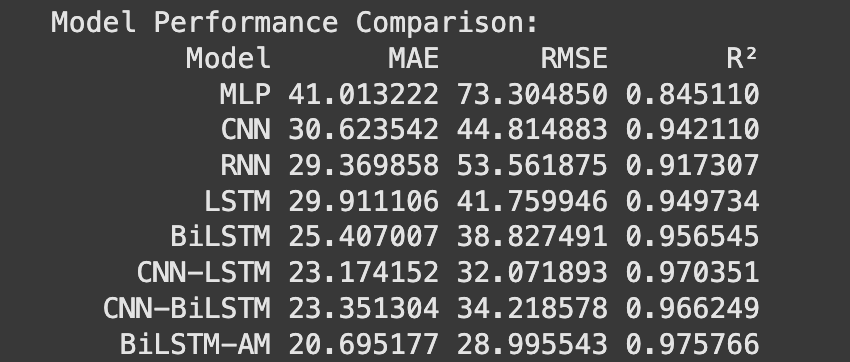 Model Performance Comparison:
Model MAE RMSE R²
MLP 41.013222 73.304850 0.845110
CNN 30.623542 44.814883 0.942110
RNN 29.369858 53.561875 0.917307
LSTM 29.911106 41.759946 0.949734
BiLSTM 25.407007 38.827491 0.956545
CNN-LSTM 23.174152 32.071893 0.970351
CNN-BiLSTM 23.351304 34.218578 0.966249
BiLSTM-AM 20.695177 28.995543 0.975766